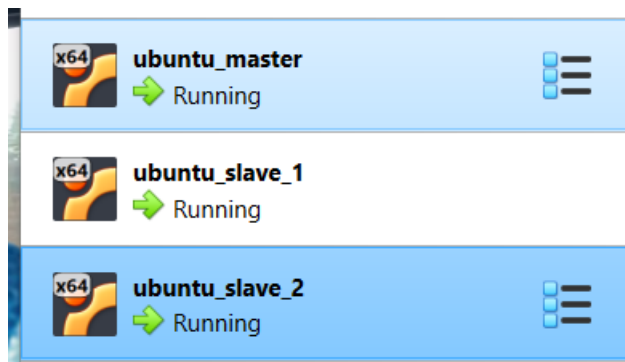 x64
ubuntu_master
Running
x64
ubuntu_slave_1
Running
x64
ubuntu_slave_2
Running